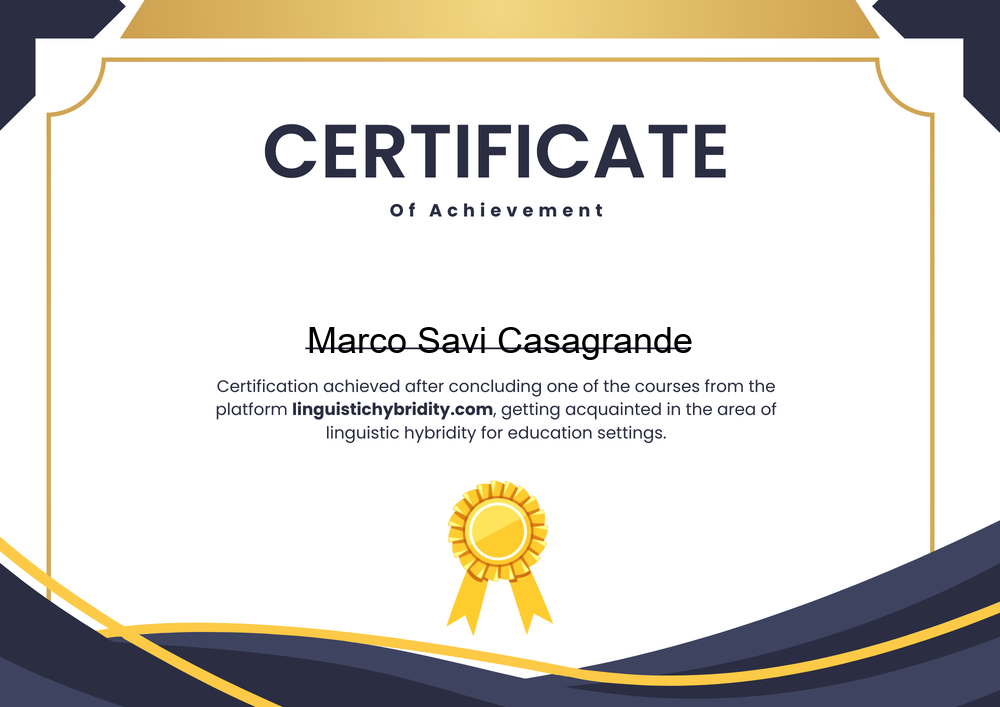 CERTIFICATE
Of Achievement
Marco Savi Casagrande
Certification achieved after concluding one of the courses from the
platform linguistichybridity.com, getting acquainted in the area of
linguistic hybridity for education settings.